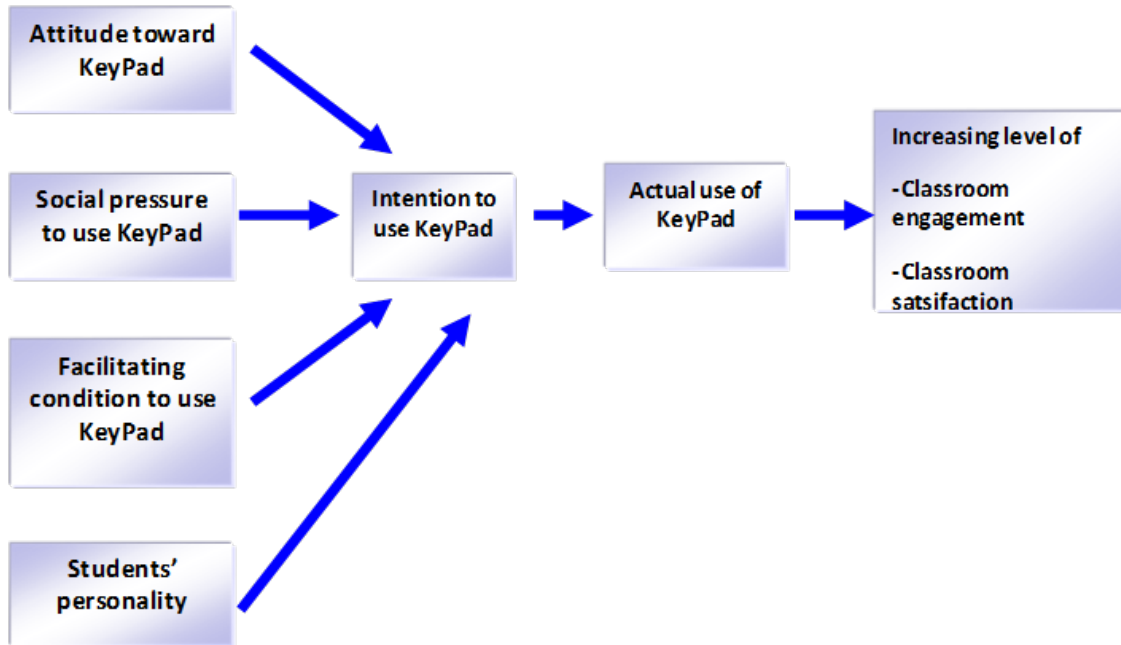 Attitude toward
KeyPad
Social pressure
to use KeyPad
Facilitating
condition to use
KeyPad
Students’
personality
Intention to
use KeyPad
Actual use of
KeyPad
Increasing level of
-Classroom
engagement
-Classroom
satsifaction